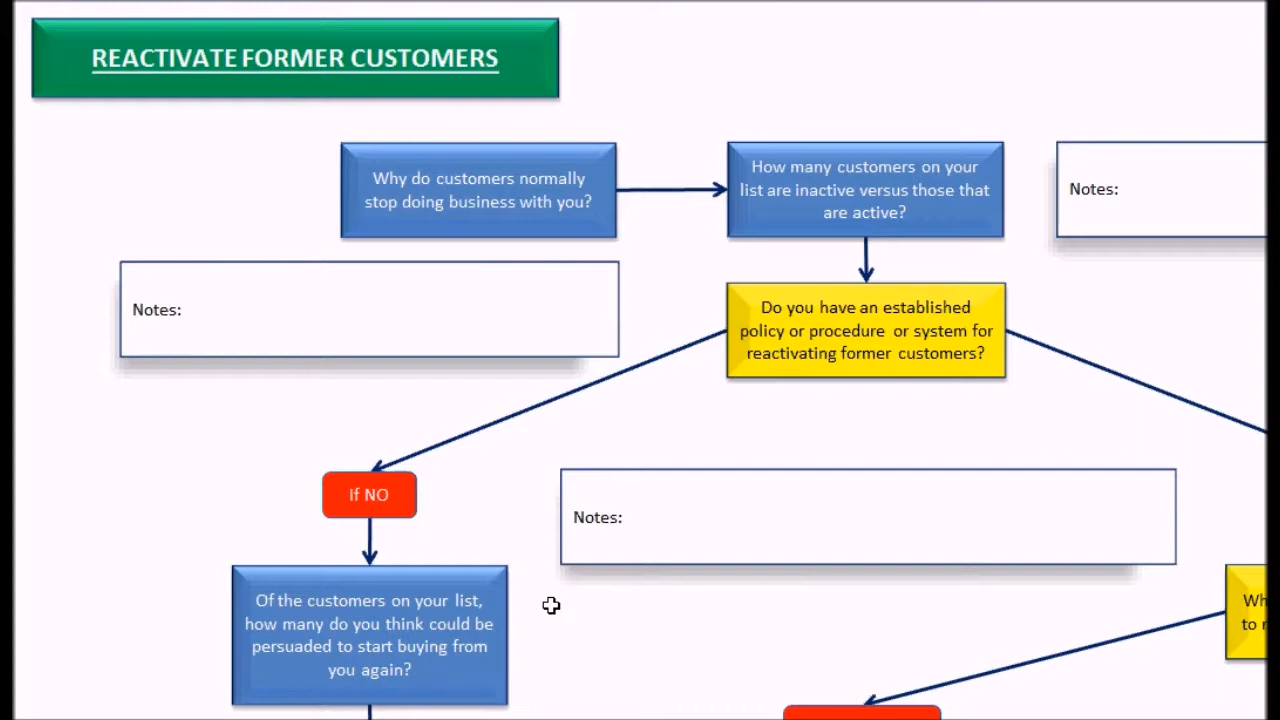 REACTIVATE FORMER CUSTOMERS
Why do customers normally
stop doing business with you?
How many customers on your
list are inactive versus those that
are active?
Notes:
Notes:
Do you have an established
policy or procedure or system for
reactivating former customers?
If NO
Notes:
Of the customers on your list,
how many do you think could be
persuaded to start buying from
you again?
to